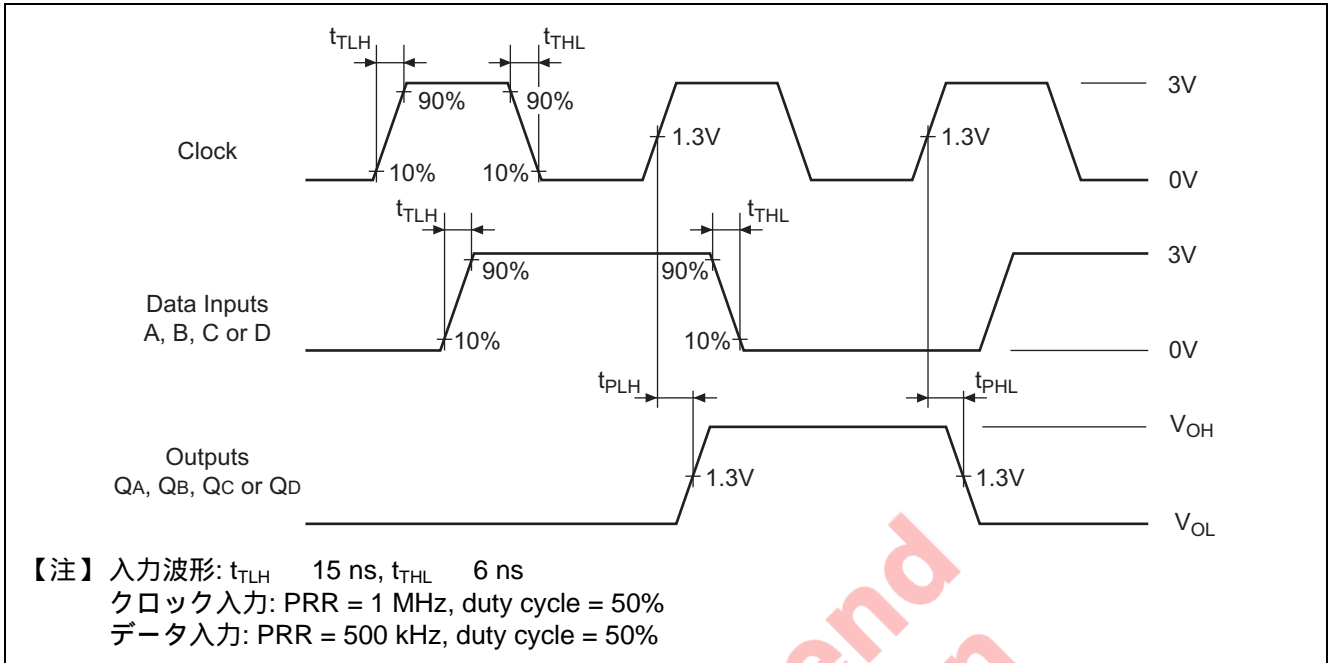 tTLH tTHL
3V
90% 90%
1.3V 1.3V
Clock
10% 10%
0V
tTLH tTHL
3V
90% 90%
Data Inputs
A, B, C or D
10% 10%
0V
tPLH tPHL
VOH
Outputs
QA, QB, QC or QD
1.3V 1.3V
VOL
【注】 入力波形: tTLH 15 ns, tTHL 6 ns
クロック入力: PRR = 1 MHz, duty cycle = 50%
データ入力: PRR = 500 kHz, duty cycle = 50%